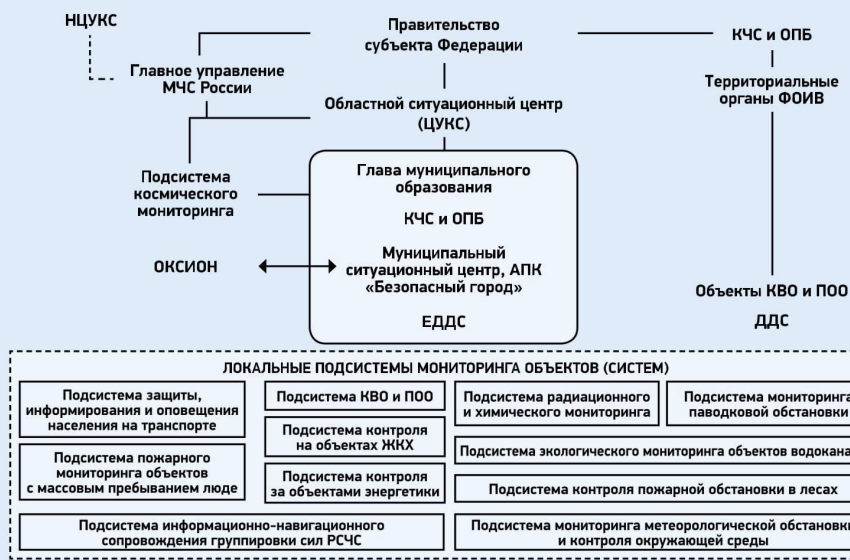 НЦУКС
Правительство
субъекта Федерации
КЧС и ОПБ
Главное управление
МЧС России
Территориальные
органы ФОИВ
Областной ситуационный центр
(ЦУКС)
Подсистема
космического
мониторинга
Глава муниципального
образования
КЧС и ОПБ
ОКСИОН
Муниципальный
ситуационный центр, АПК
«Безопасный город»
ЕДДС
Объекты КВО и ПОО
ДДС
ЛОКАЛЬНЫЕ ПОДСИСТЕМЫ МОНИТОРИНГА ОБЪЕКТОВ (СИСТЕМ)
Подсистема защиты,
информирования и оповещения
населения на транспорте
Подсистема КВО и ПОО
Подсистема радиационного
и химического мониторинга
Подсистема мониторинга
паводковой обстановки
Подсистема контроля
на объектах ЖКХ
Подсистема пожарного
мониторинга объектов
с массовым пребыванием люде
Подсистема экологического мониторинга объектов водокана
Подсистема контроля
за объектами энергетики
Подсистема контроля пожарной обстановки в лесах
Подсистема информационно-навигационного
сопровождения группировки сил РСЧС
Подсистема мониторинга метеорологической обстановки
и контроля окружающей среды